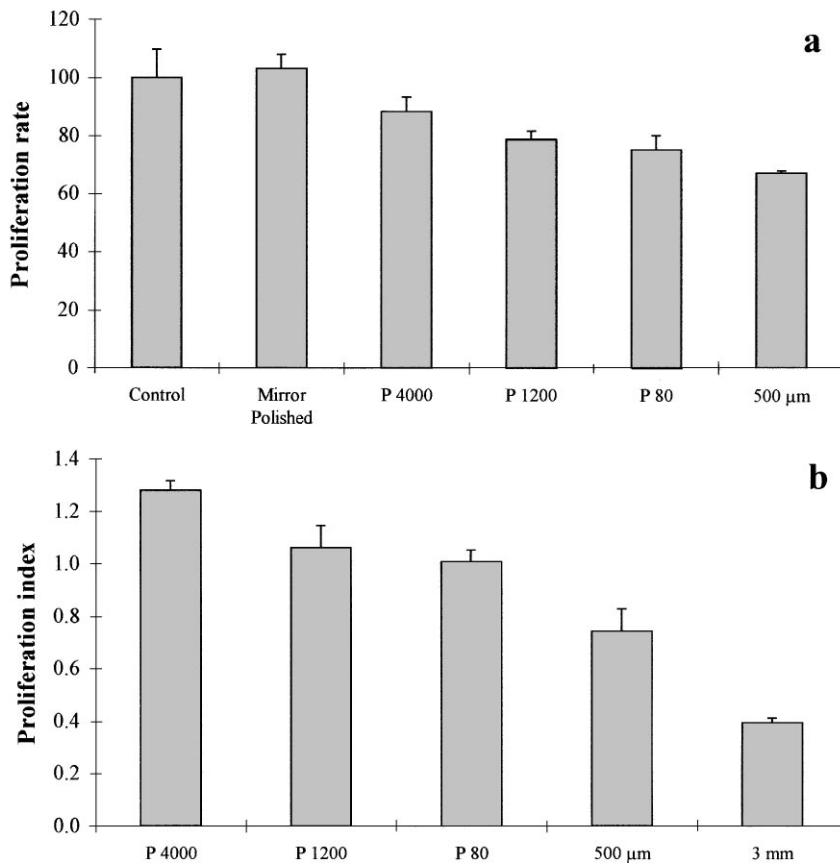 a
Proliferation rate
120
100
80
60
40
20
0
Control
Mirror
Polished
P 4000
P 1200
P 80
500 μm
b
Proliferation index
1.4
1.2
1.0
0.8
0.6
0.4
0.2
0.0
P 4000
P 1200
P 80
500 μm
3 mm